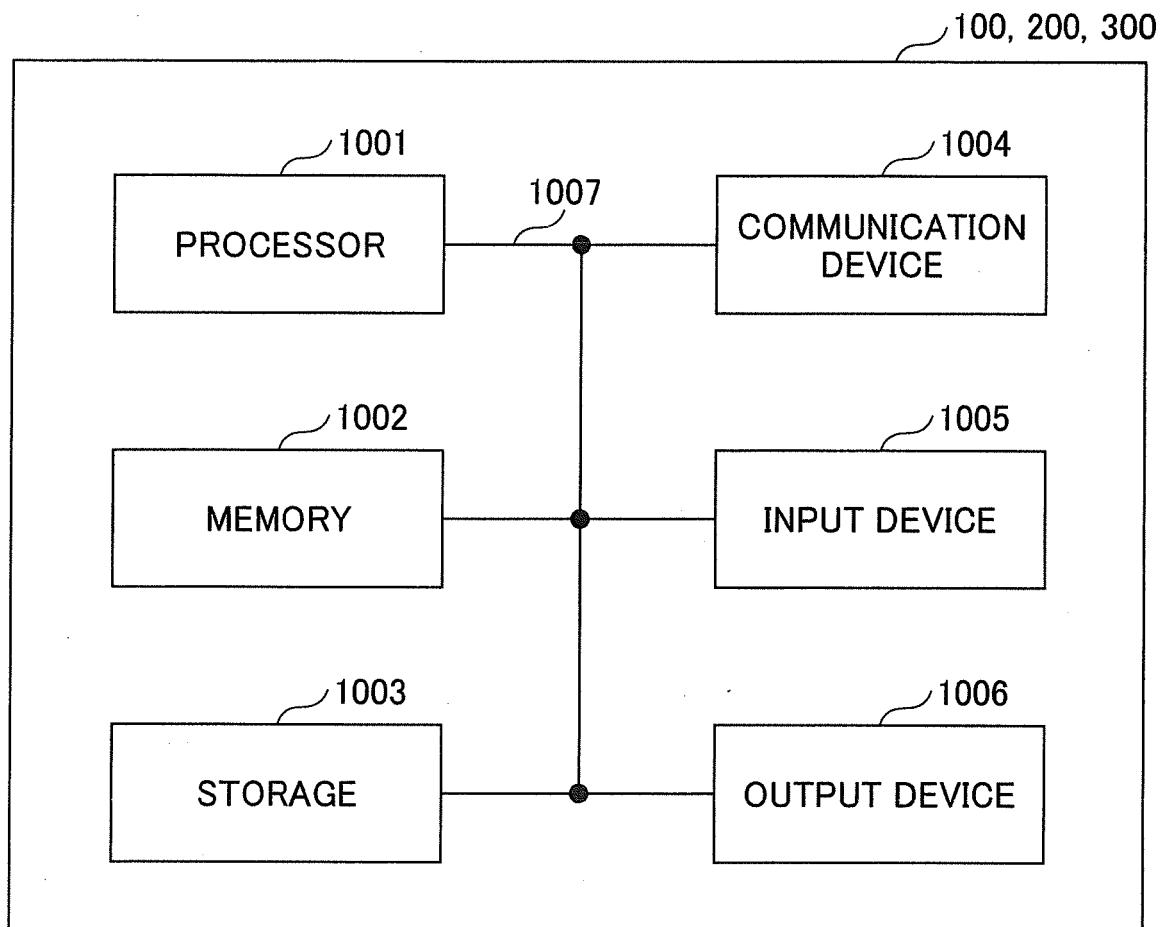 100, 200, 300
1001
1004
1007
PROCESSOR
COMMUNICATION
DEVICE
1002
1005
MEMORY
INPUT DEVICE
1003
1006
STORAGE
OUTPUT DEVICE